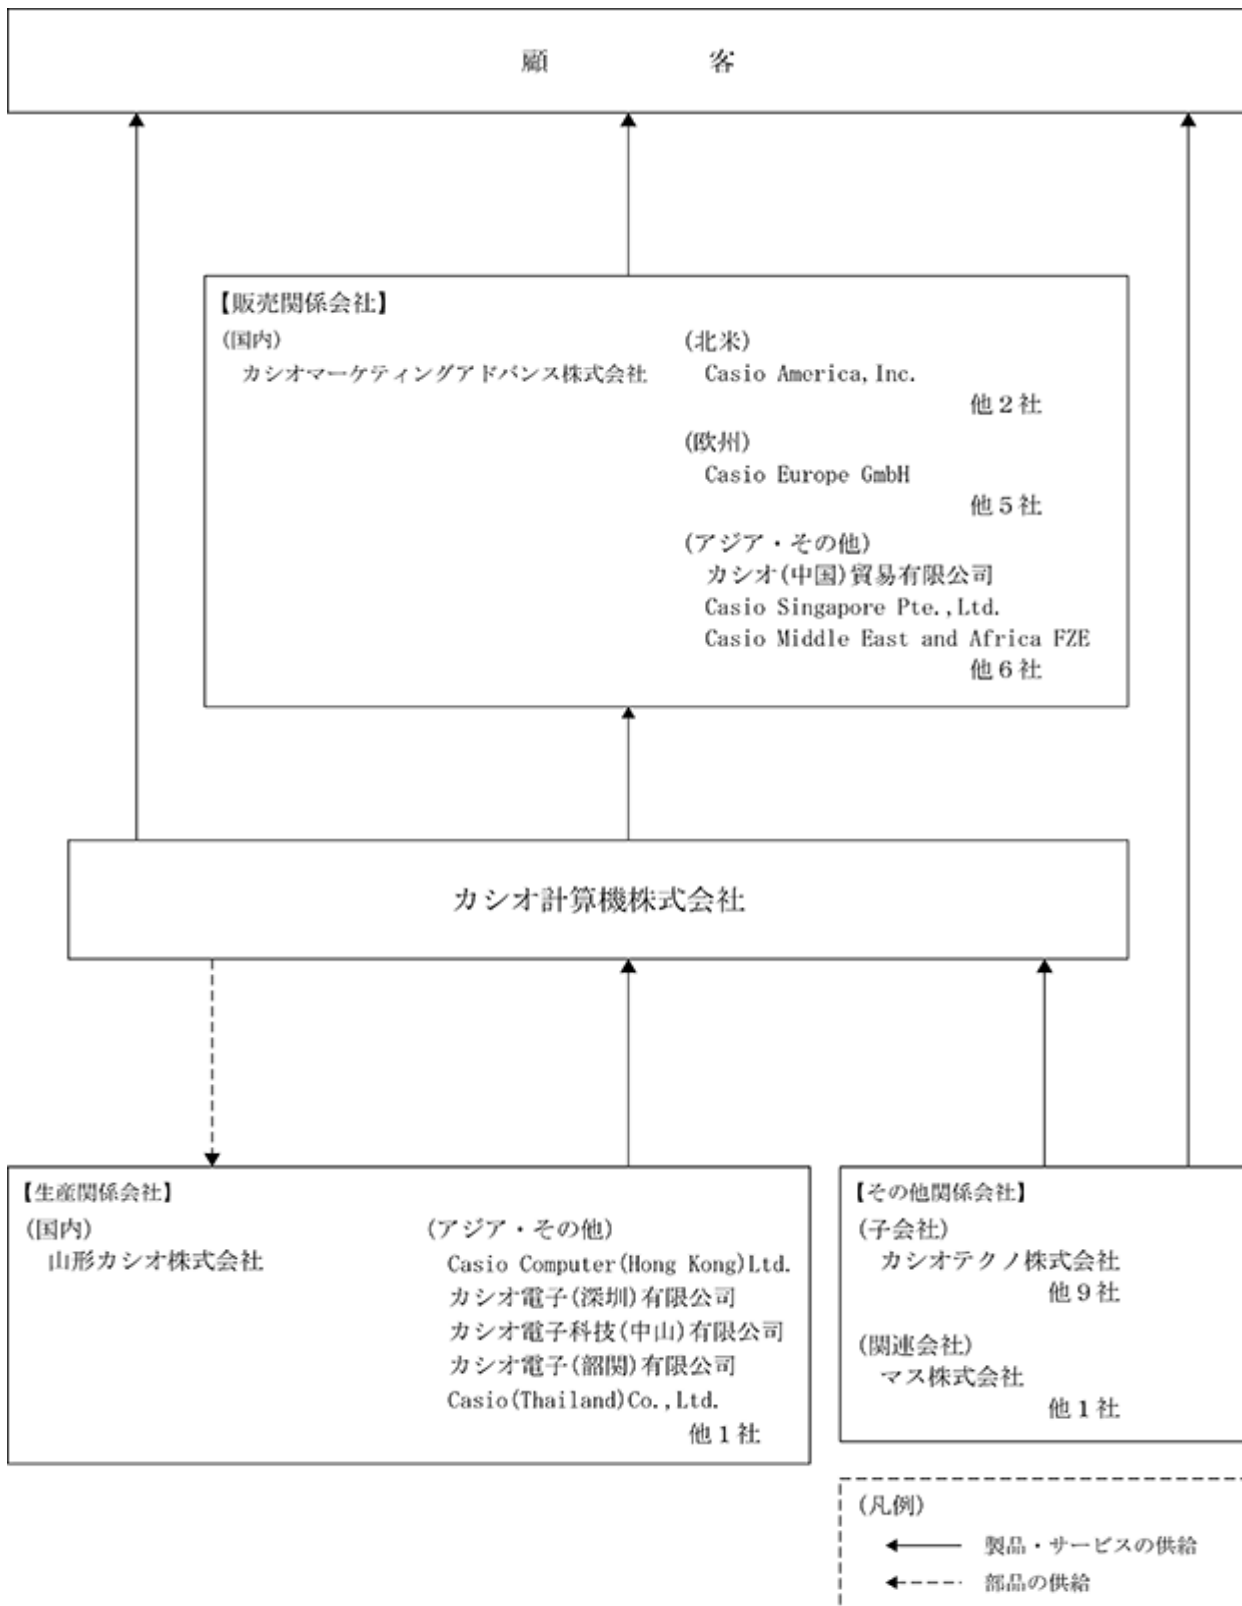 顧客
【販売関係会社】
(国内)
カシオマーケティングアドバンス株式会社
(北米)
Casio America,Inc.
他2社
(欧州)
Casio Europe GmbH
他5社
(アジア・その他)
カシオ(中国)貿易有限公司
Casio Singapore Pte.,Ltd.
Casio Middle East and Africa FZE
他6社
カシオ計算機株式会社
【生産関係会社】
(国内)
山形カシオ株式会社
(アジア・その他)
Casio Computer(Hong Kong)Ltd.
カシオ電子(深圳)有限公司
カシオ電子科技(中山)有限公司
カシオ電子(韶関)有限公司
Casio(Thailand)Co.,Ltd.
他1社
【その他関係会社】
(子会社)
カシオテクノ株式会社
他9社
(関連会社)
マス株式会社
他1社
(凡例)
製品・サービスの供給
部品の供給